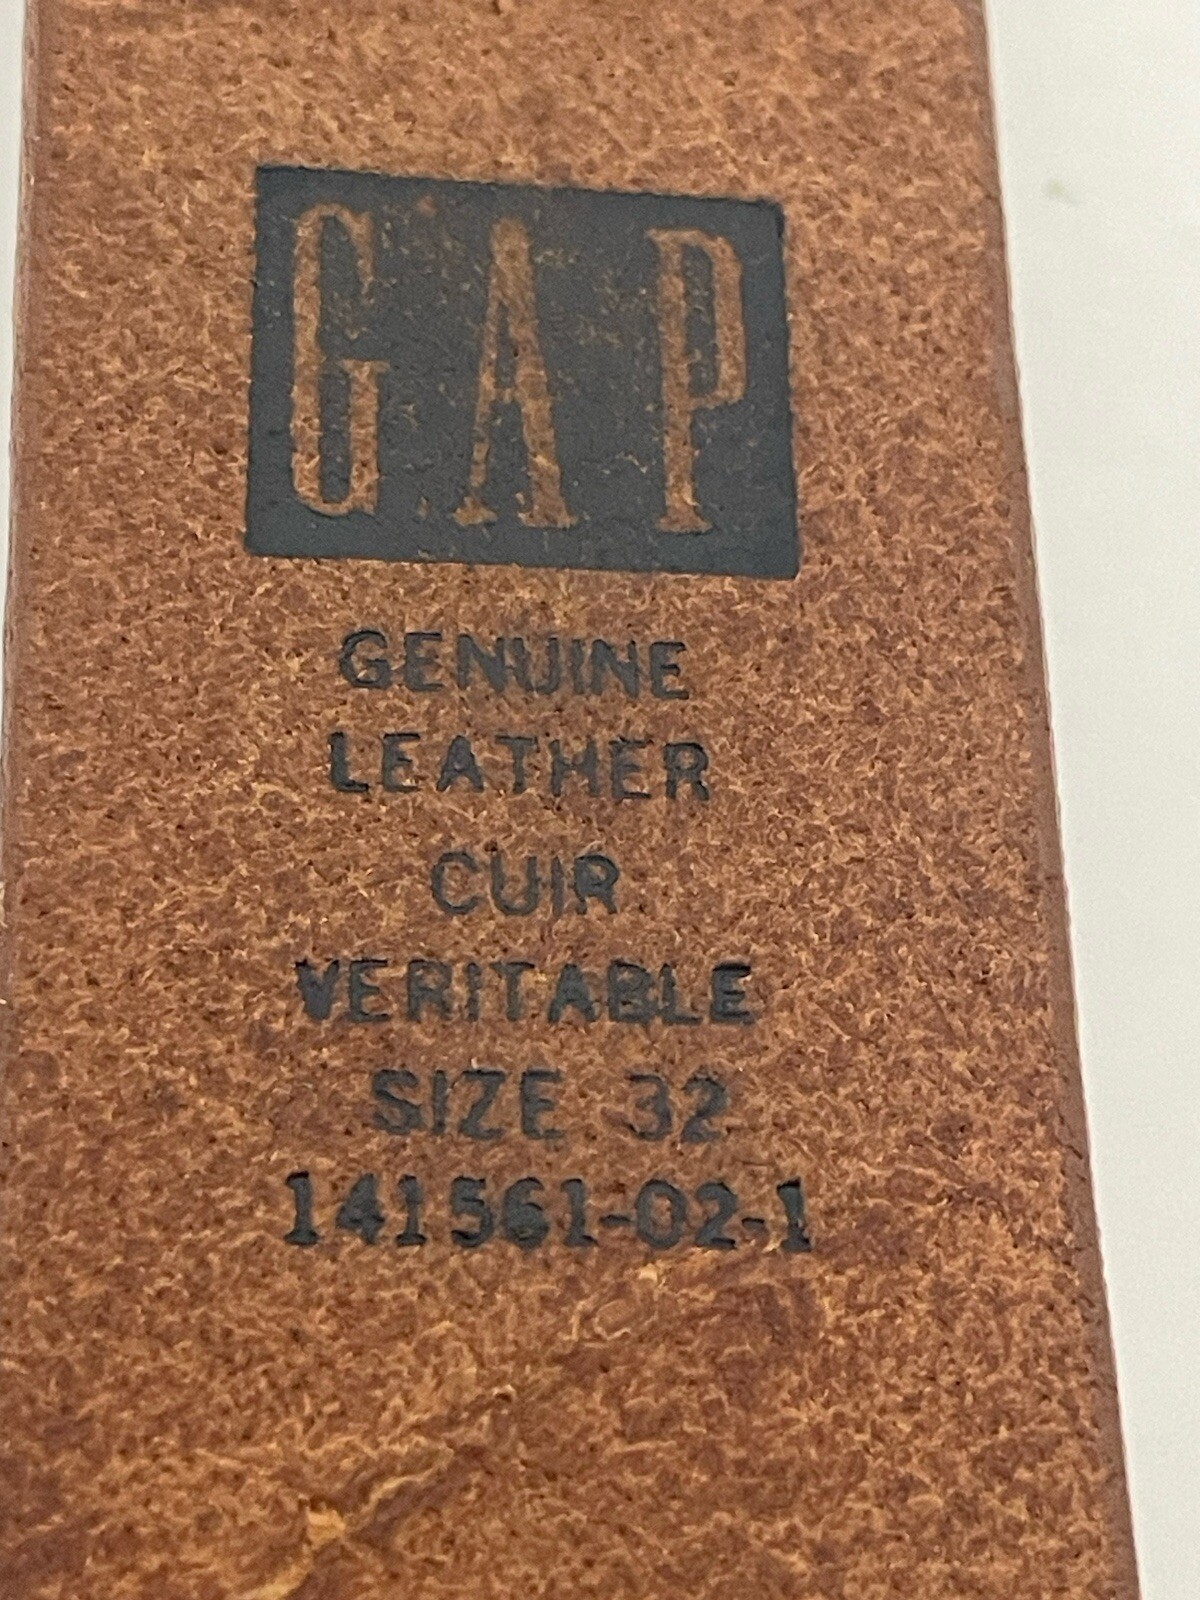 GAP
GENUINE
LEATHER
CUIR
VERITABLE
SIZE 32
141561-02-1